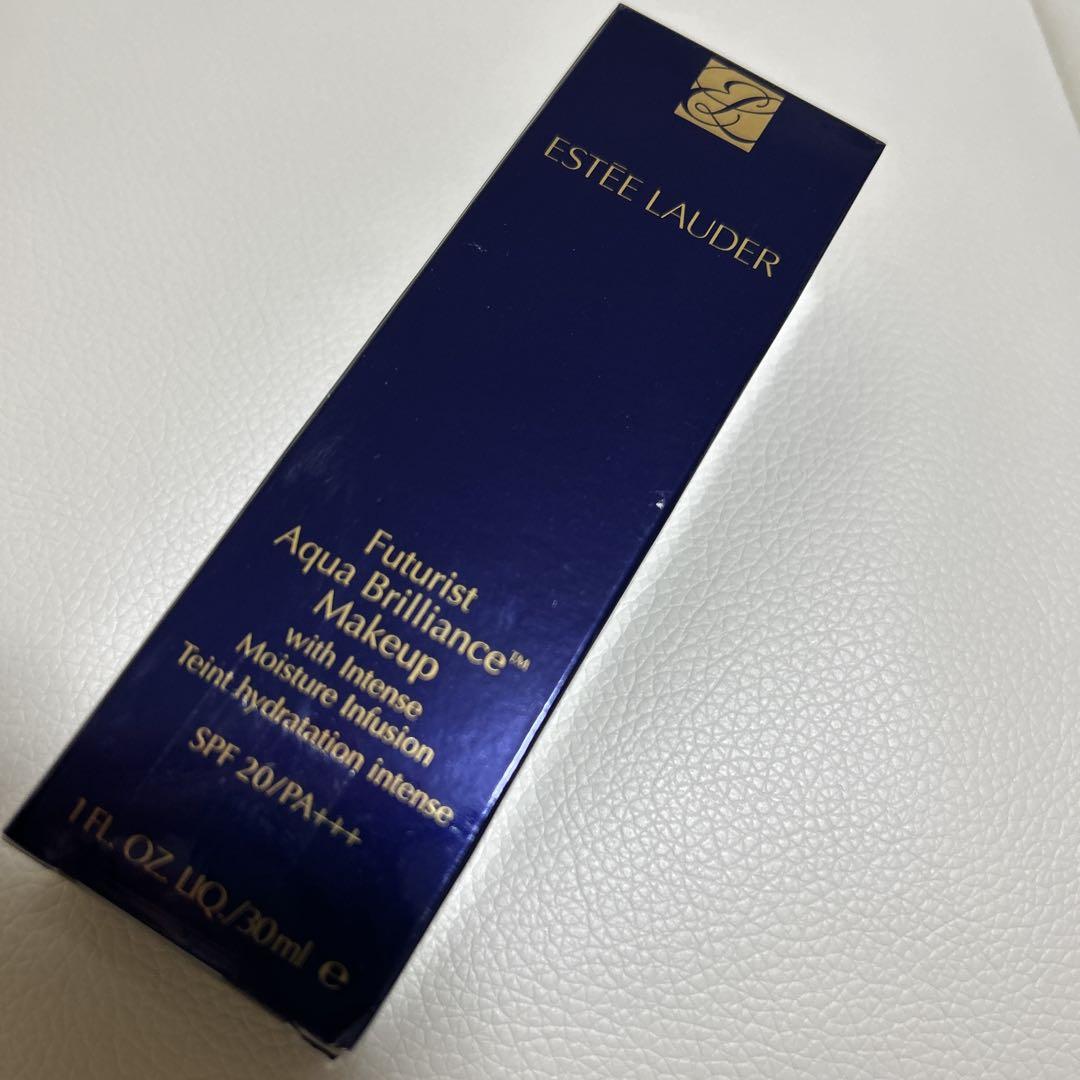 EL
ESTĒE LAUDER
Futurist
Aqua Brilliance™
Makeup
with Intense
Moisture Infusion
Teint hydratation intense
SPF 20/PA+++
1 FL. OZ. LIQ./30ml ℮